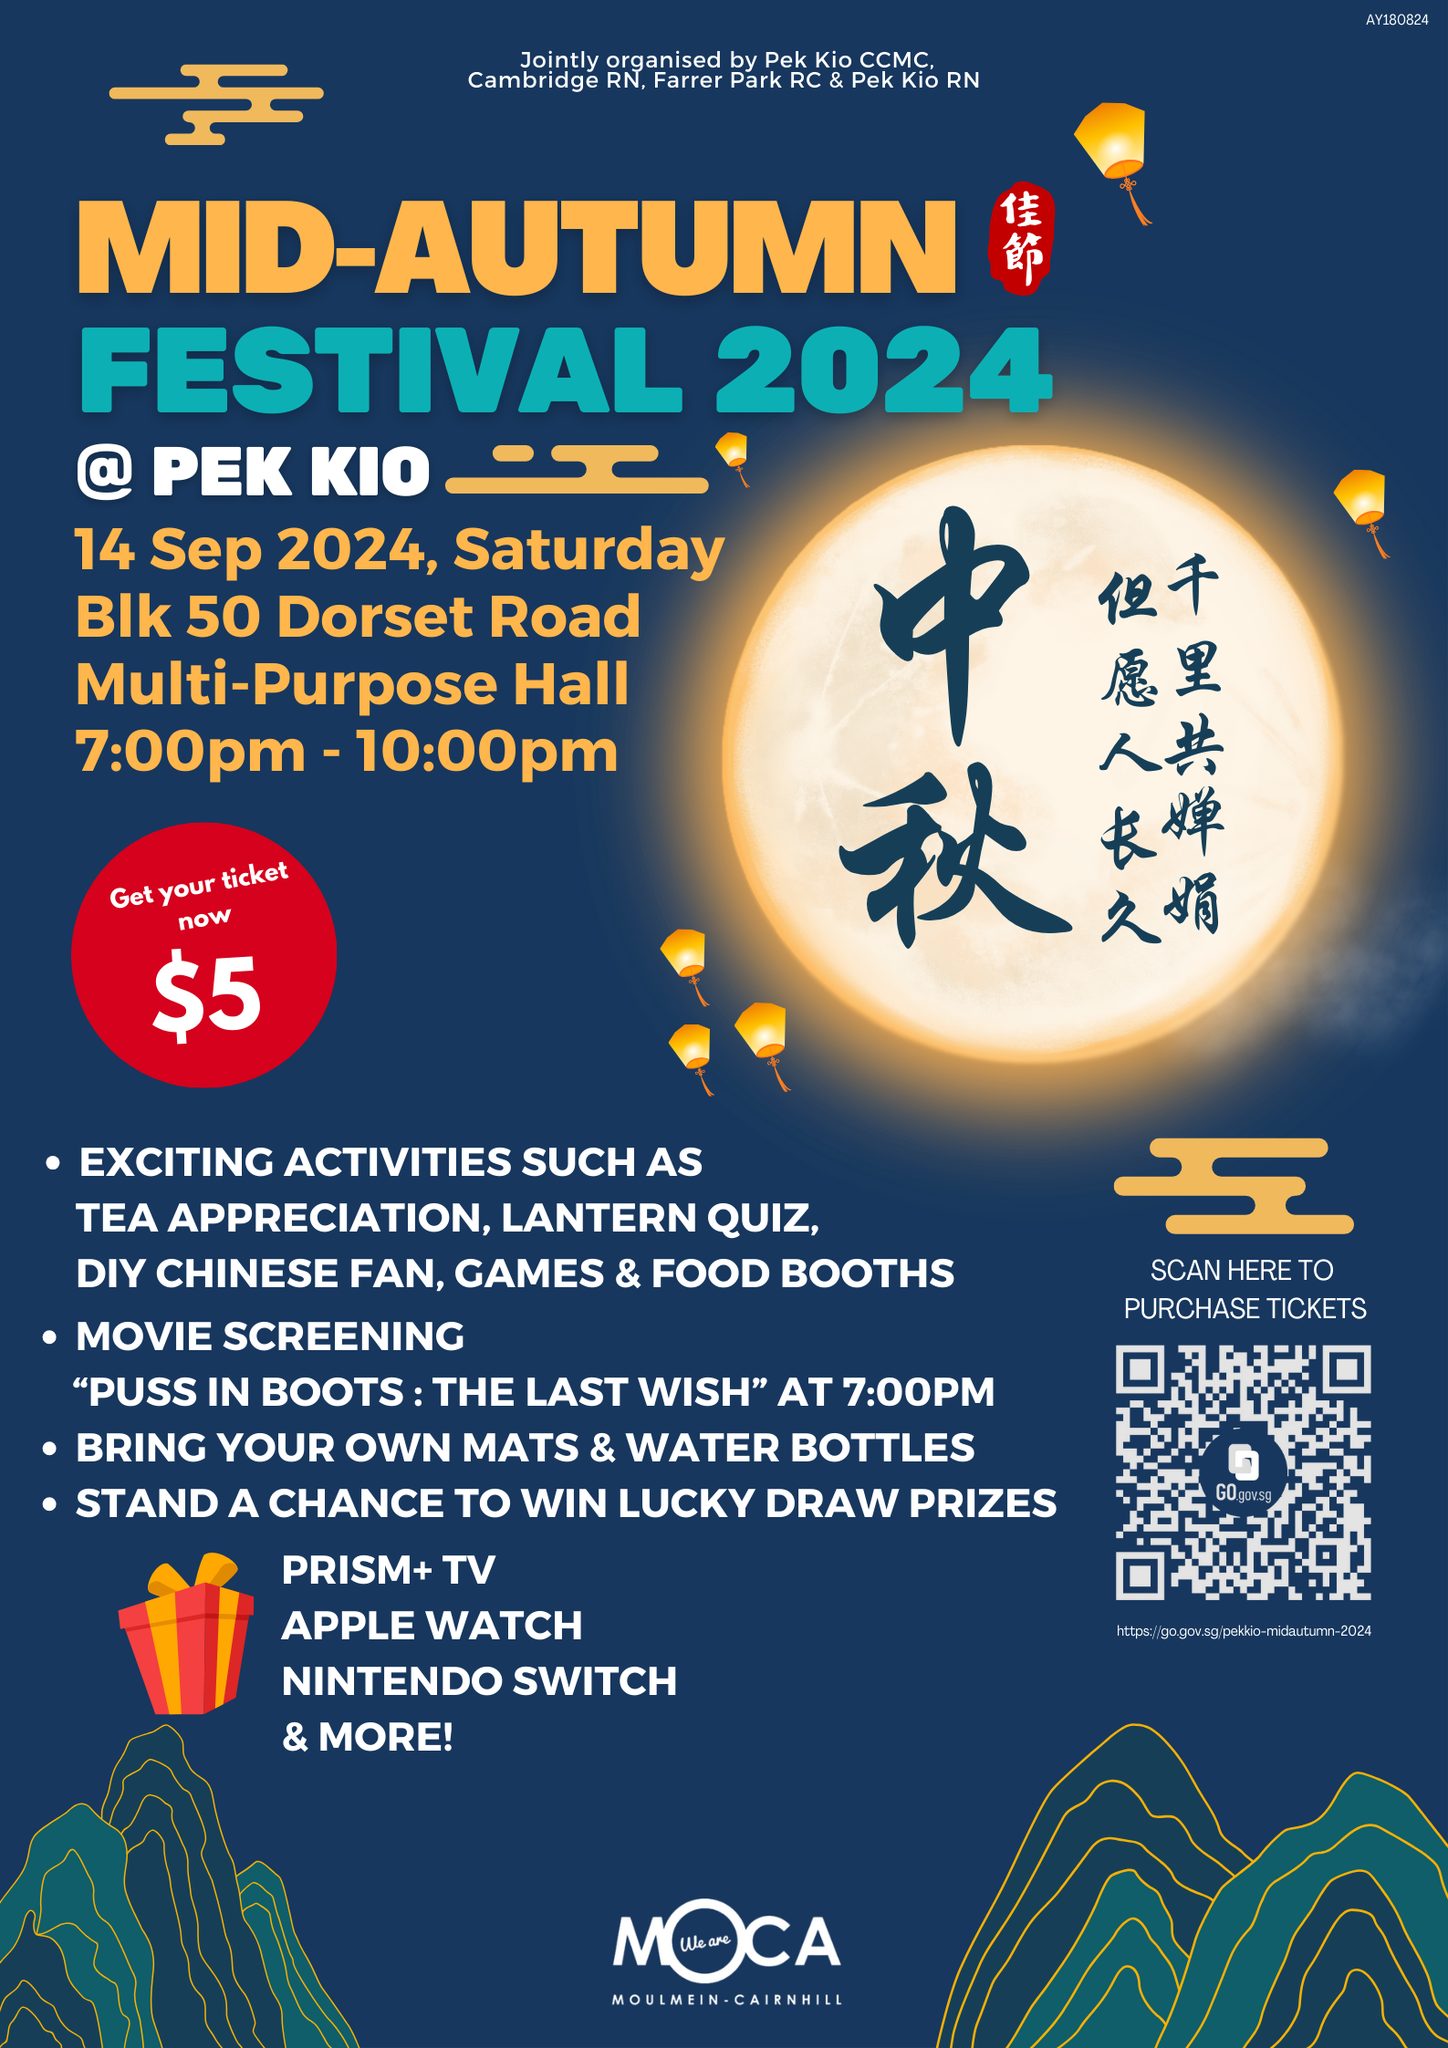 AY180824
Jointly organised by Pek Kio CCMC,
Cambridge RN, Farrer Park RC & Pek Kio RN
MID-AUTUMN
佳節
FESTIVAL 2024
@ PEK KIO
14 Sep 2024, Saturday
Blk 50 Dorset Road
Multi-Purpose Hall
7:00pm - 10:00pm
中秋
但愿人长久
千里共婵娟
Get your ticket
now
$5
• EXCITING ACTIVITIES SUCH AS
TEA APPRECIATION, LANTERN QUIZ,
DIY CHINESE FAN, GAMES & FOOD BOOTHS
• MOVIE SCREENING
“PUSS IN BOOTS : THE LAST WISH” AT 7:00PM
• BRING YOUR OWN MATS & WATER BOTTLES
• STAND A CHANCE TO WIN LUCKY DRAW PRIZES
PRISM+ TV
APPLE WATCH
NINTENDO SWITCH
& MORE!
SCAN HERE TO
PURCHASE TICKETS
GO.gov.sg
https://go.gov.sg/pekkio-midautumn-2024
We are
MOCA
MOULMEIN-CAIRNHILL